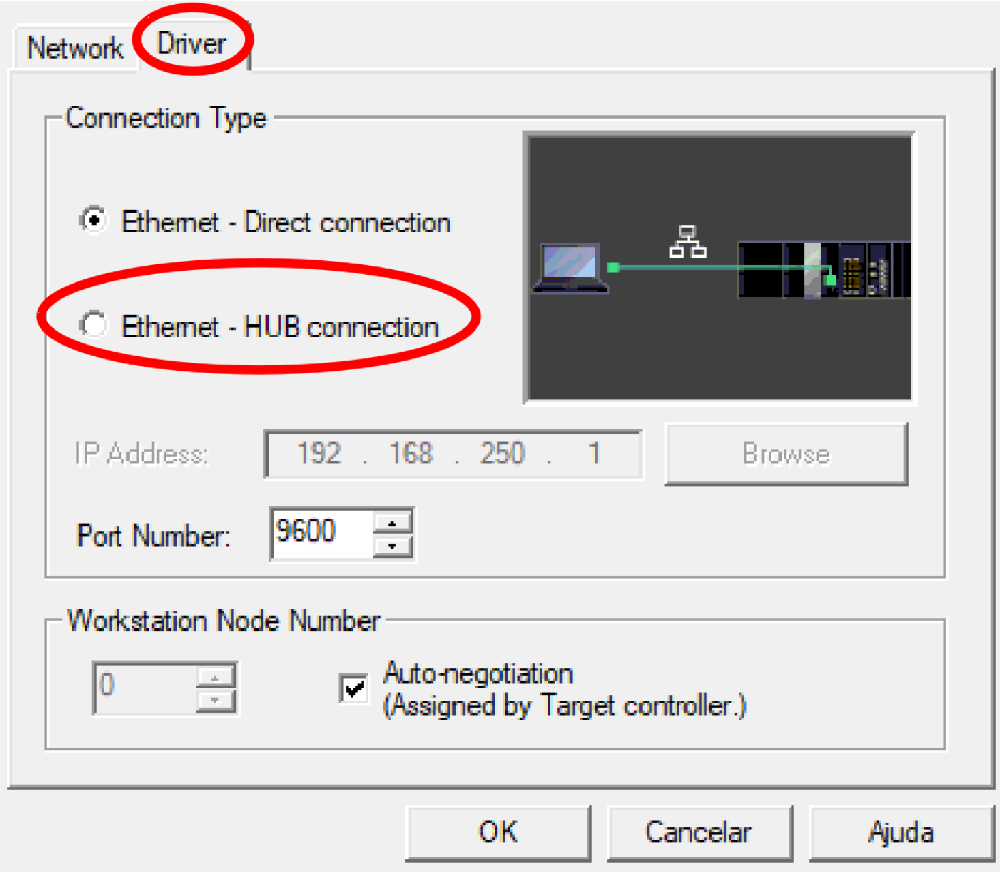 Network
Driver
Connection Type
Ethernet - Direct connection
Ethernet - HUB connection
IP Address:
192 . 168 . 250 . 1
Browse
Port Number:
9600
Workstation Node Number
0
Auto-negotiation
(Assigned by Target controller.)
OK
Cancelar
Ajuda